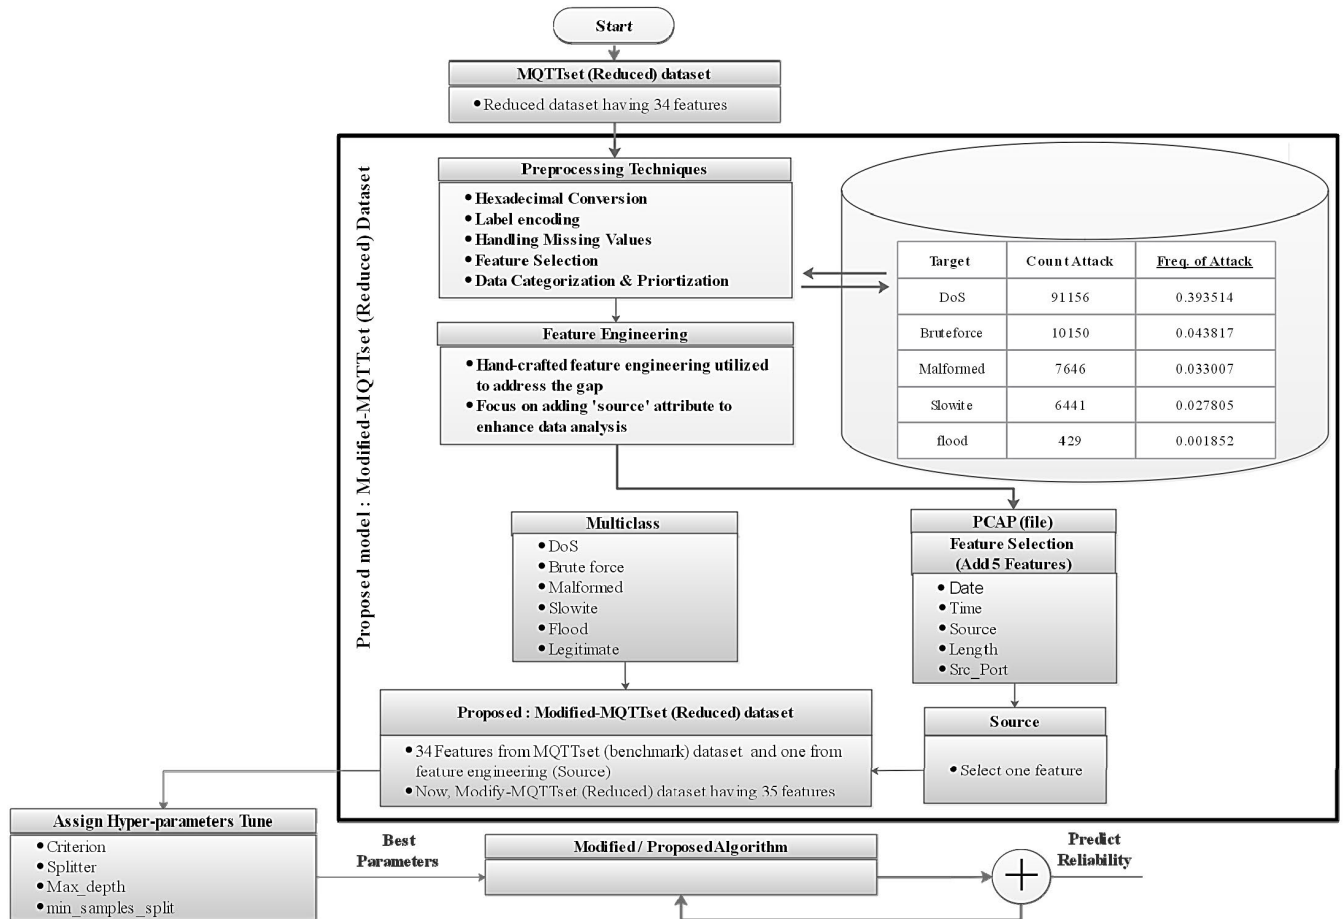 Start
MQTTset (Reduced) dataset
• Reduced dataset having 34 features
Proposed model : Modified-MQTTset (Reduced) Dataset
Preprocessing Techniques
• Hexadecimal Conversion
• Label encoding
• Handling Missing Values
• Feature Selection
• Data Categorization & Priortization
Target Count Attack Freq. of Attack
DoS 91156 0.393514
Bruteforce 10150 0.043817
Malformed 7646 0.033007
Slowite 6441 0.027805
flood 429 0.001852
Feature Engineering
• Hand-crafted feature engineering utilized
to address the gap
• Focus on adding 'source' attribute to
enhance data analysis
Multiclass
• DoS
• Brute force
• Malformed
• Slowite
• Flood
• Legitimate
PCAP (file)
Feature Selection
(Add 5 Features)
• Date
• Time
• Source
• Length
• Src_Port
Source
• Select one feature
Proposed : Modified-MQTTset (Reduced) dataset
• 34 Features from MQTTset (benchmark) dataset and one from
feature engineering (Source)
• Now, Modify-MQTTset (Reduced) dataset having 35 features
Assign Hyper-parameters Tune
• Criterion
• Splitter
• Max_depth
• min_samples_split
Best
Parameters
Modified / Proposed Algorithm
Predict
Reliability